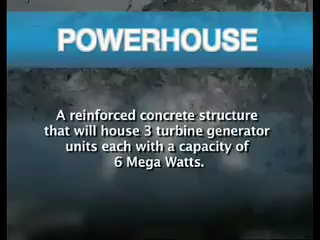 POWERHOUSE
A reinforced concrete structure
that will house 3 turbine generator
units each with a capacity of
6 Mega Watts.